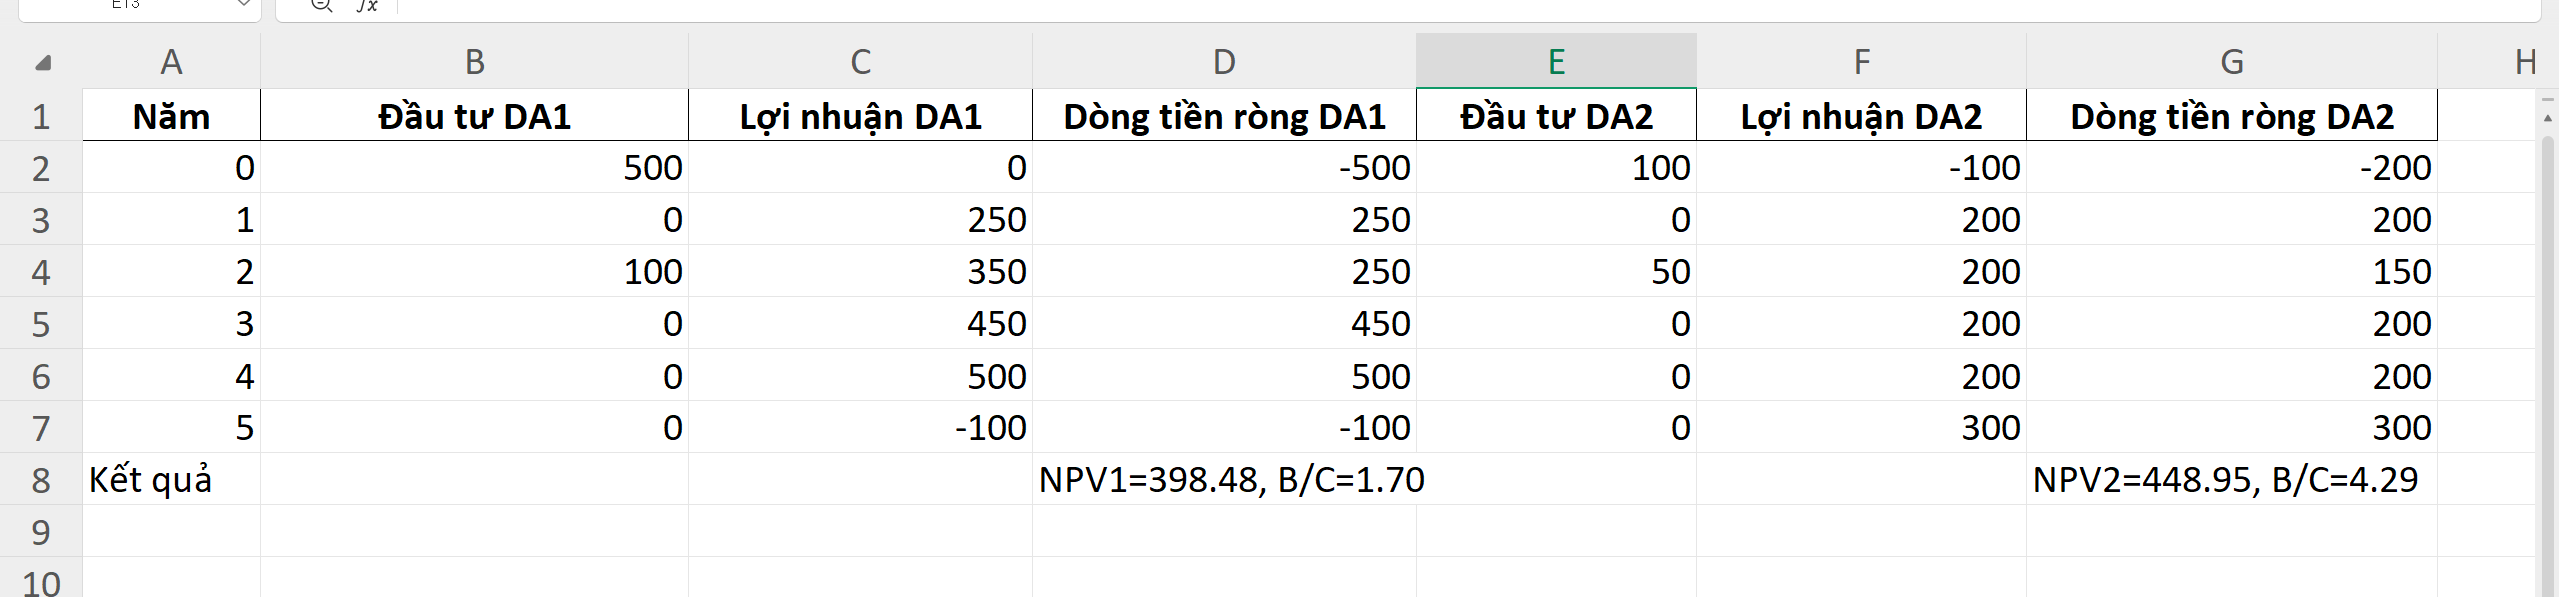 fx
A B C D E F G H
1 Năm Đầu tư DA1 Lợi nhuận DA1 Dòng tiền ròng DA1 Đầu tư DA2 Lợi nhuận DA2 Dòng tiền ròng DA2
2 0 500 0 -500 100 -100 -200
3 1 0 250 250 0 200 200
4 2 100 350 250 50 200 150
5 3 0 450 450 0 200 200
6 4 0 500 500 0 200 200
7 5 0 -100 -100 0 300 300
8 Kết quả NPV1=398.48, B/C=1.70 NPV2=448.95, B/C=4.29
9
10